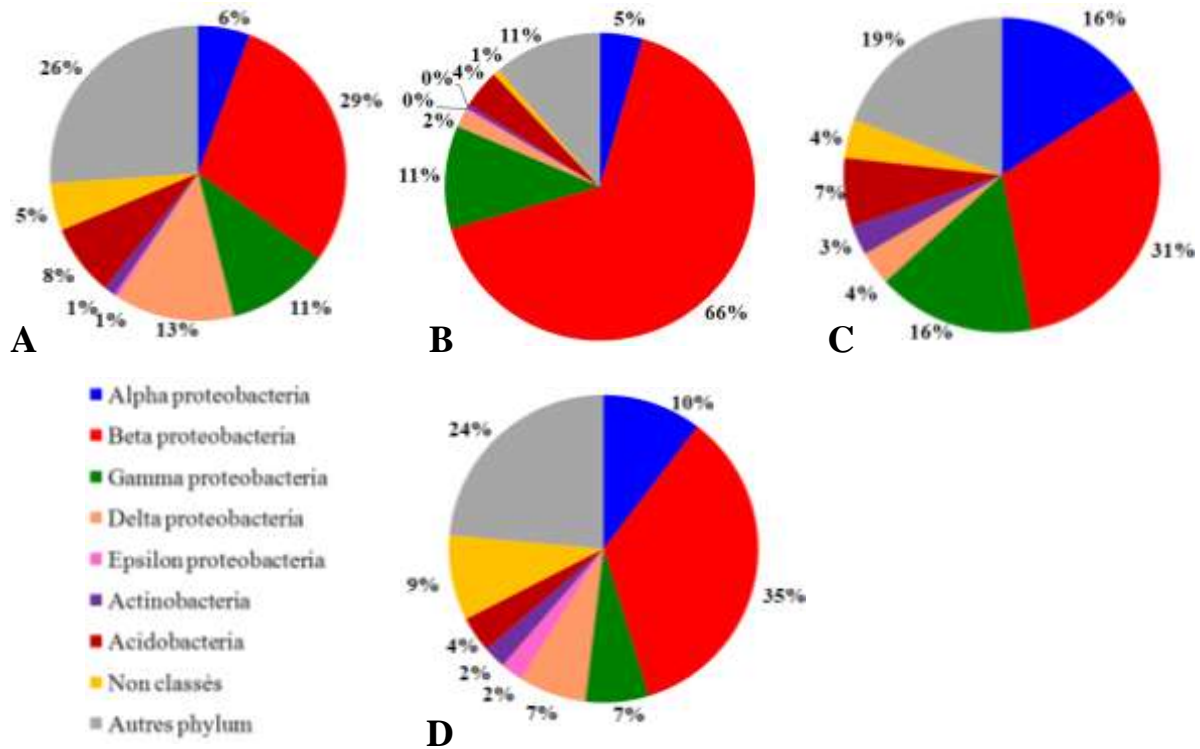 6%
29%
11%
13%
1%
1%
8%
5%
26%
A
5%
66%
11%
2%
0%
0%
4%
1%
11%
B
16%
31%
16%
4%
3%
7%
4%
19%
C
Alpha proteobacteria
Beta proteobacteria
Gamma proteobacteria
Delta proteobacteria
Epsilon proteobacteria
Actinobacteria
Acidobacteria
Non classés
Autres phylum
10%
35%
7%
7%
2%
2%
4%
9%
24%
D